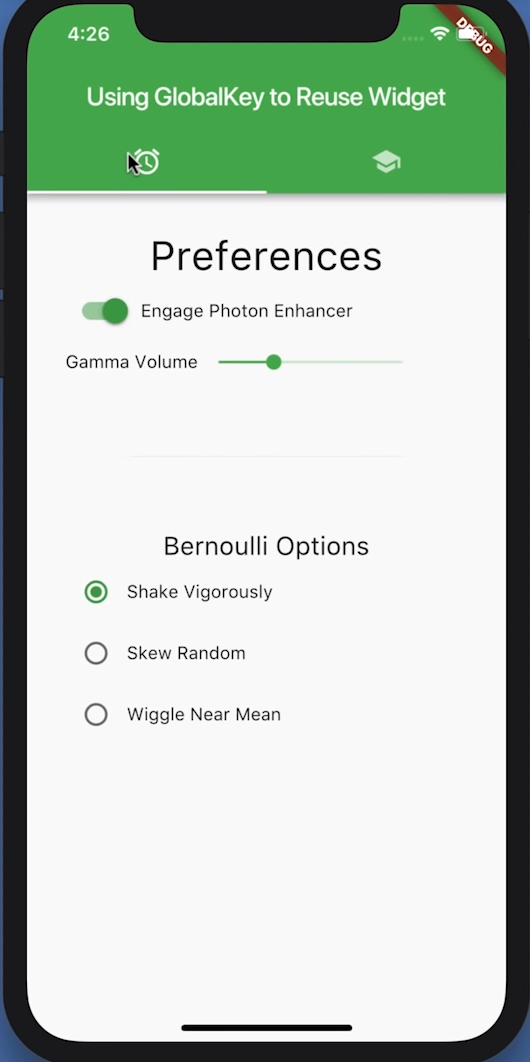 4:26
DEBUG
Using GlobalKey to Reuse Widget
Preferences
Engage Photon Enhancer
Gamma Volume
Bernoulli Options
Shake Vigorously
Skew Random
Wiggle Near Mean